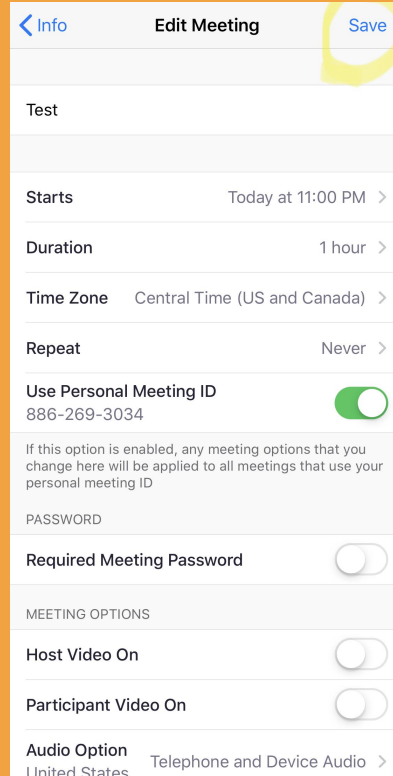 Info Edit Meeting Save
Test
Starts Today at 11:00 PM
Duration 1 hour
Time Zone Central Time (US and Canada)
Repeat Never
Use Personal Meeting ID
886-269-3034
If this option is enabled, any meeting options that you
change here will be applied to all meetings that use your
personal meeting ID
PASSWORD
Required Meeting Password
MEETING OPTIONS
Host Video On
Participant Video On
Audio Option Telephone and Device Audio
United States